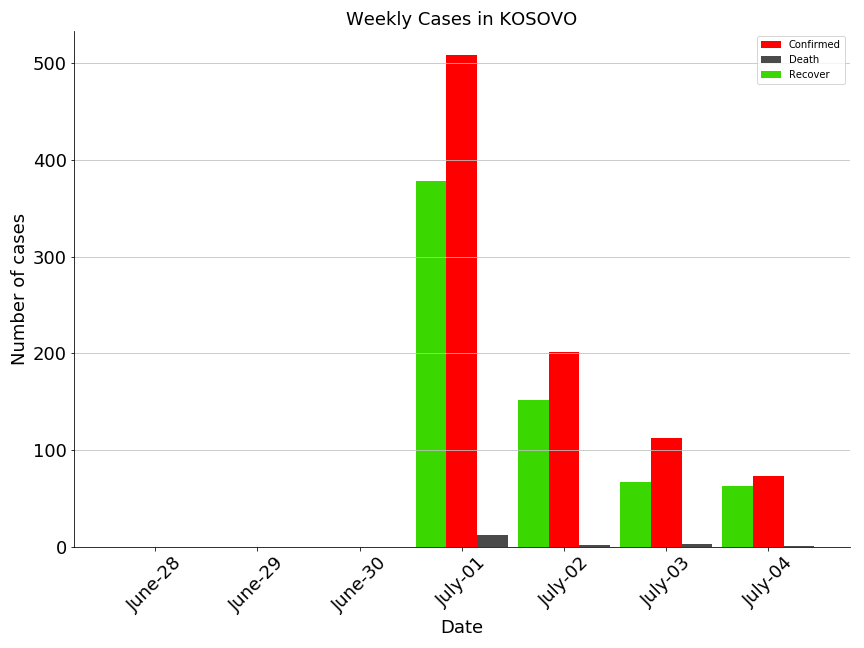 Weekly Cases in KOSOVO
Confirmed
Death
Recover
Number of cases
500
400
300
200
100
0
June-28
June-29
June-30
July-01
July-02
July-03
July-04
Date